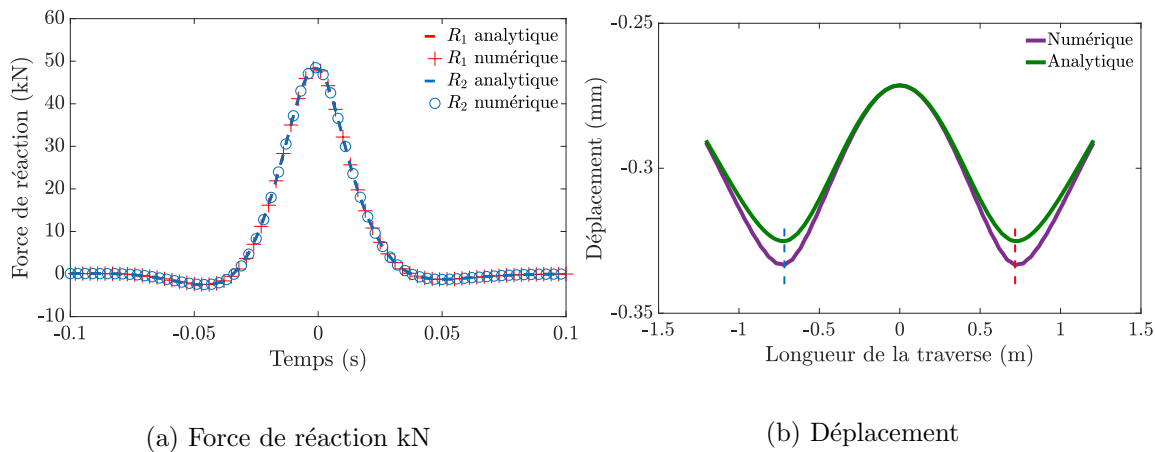 60
50
40
30
20
10
0
-10
Force de réaction (kN)
R1 analytique
R1 numérique
R2 analytique
R2 numérique
-0.1
-0.05
0
0.05
0.1
Temps (s)
(a) Force de réaction kN
-0.25
-0.3
-0.35
Déplacement (mm)
Numérique
Analytique
-1.5
-1
-0.5
0
0.5
1
1.5
Longueur de la traverse (m)
(b) Déplacement